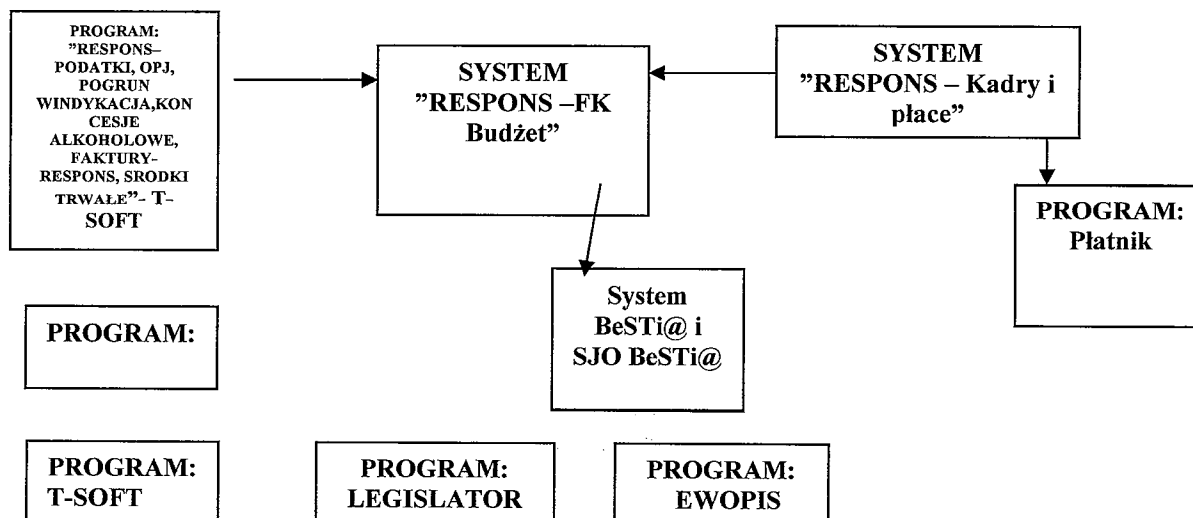 PROGRAM:
”RESPONS–
PODATKI, OPJ,
POGRUN
WINDYKACJA,KON
CESJE
ALKOHOLOWE,
FAKTURY–
RESPONS, SRODKI
TRWAŁE”- T–
SOFT
SYSTEM
”RESPONS –FK
Budżet”
SYSTEM
”RESPONS – Kadry i
płace”
PROGRAM:
Płatnik
System
BeSTi@ i
SJO BeSTi@
PROGRAM:
PROGRAM:
T-SOFT
PROGRAM:
LEGISLATOR
PROGRAM:
EWOPIS